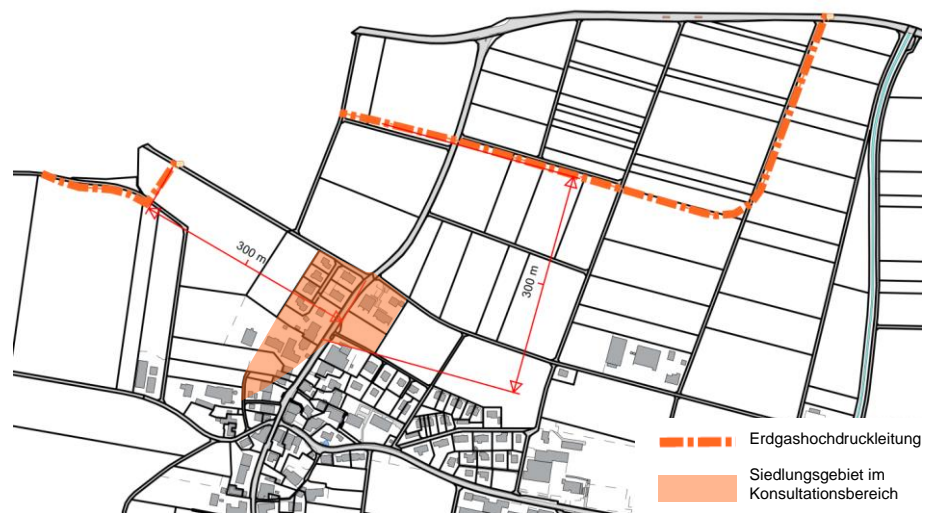 300 m
300 m
Erdgashochdruckleitung
Siedlungsgebiet im
Konsultationsbereich